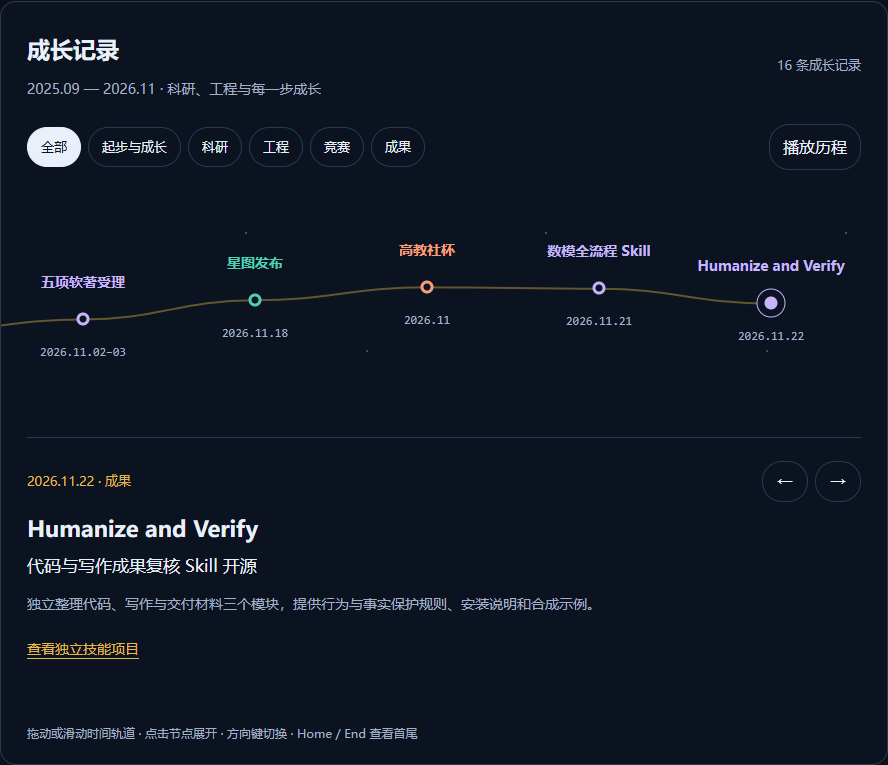 成长记录
16 条成长记录
2025.09 — 2026.11 · 科研、工程与每一步成长
全部
起步与成长
科研
工程
竞赛
成果
播放历程
五项软著受理
星图发布
高教社杯
数模全流程 Skill
Humanize and Verify
2026.11.02-03
2026.11.18
2026.11
2026.11.21
2026.11.22
2026.11.22 · 成果
← →
Humanize and Verify
代码与写作成果复核 Skill 开源
独立整理代码、写作与交付材料三个模块，提供行为与事实保护规则、安装说明和合成示例。
查看独立技能项目
拖动或滑动时间轨道 · 点击节点展开 · 方向键切换 · Home / End 查看首尾